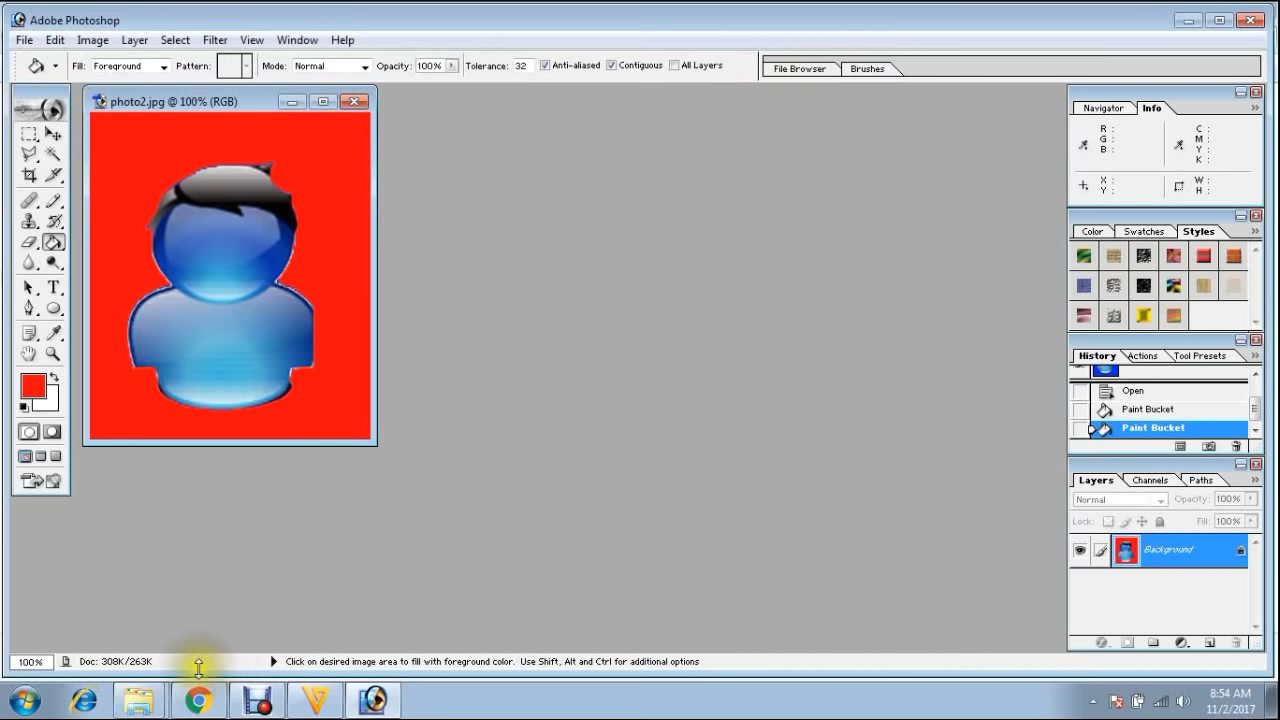 Adobe Photoshop
File Edit Image Layer Select Filter View Window Help
Fill: Foreground Pattern: Mode: Normal Opacity: 100% Tolerance: 32 Anti-aliased Contiguous All Layers File Browser Brushes
photo2.jpg @ 100% (RGB)
Navigator Info
R : C :
G : M :
B : Y :
K :
X : W :
Y : H :
Color Swatches Styles
History Actions Tool Presets
Open
Paint Bucket
Paint Bucket
Layers Channels Paths
Normal Opacity: 100%
Lock: Fill: 100%
Background
100% Doc: 308K/263K Click on desired image area to fill with foreground color. Use Shift, Alt and Ctrl for additional options
8:54 AM
11/2/2017